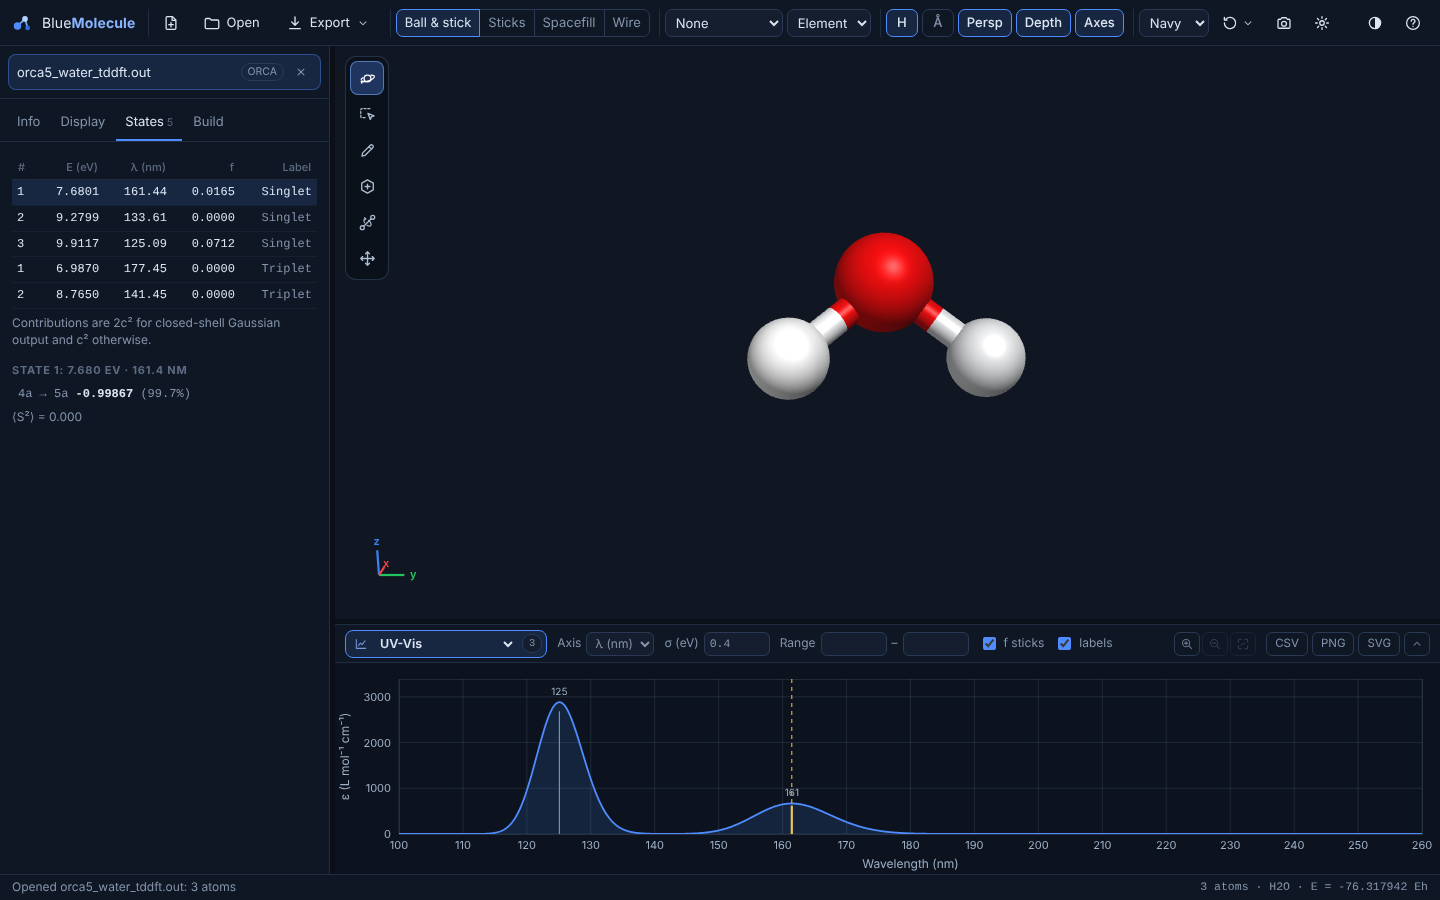 BlueMolecule Open Export Ball & stick Sticks Spacefill Wire None Element H Å Persp Depth Axes Navy
orca5_water_tddft.out ORCA ×
Info Display States 5 Build
# E (eV) λ (nm) f Label
1 7.6801 161.44 0.0165 Singlet
2 9.2799 133.61 0.0000 Singlet
3 9.9117 125.09 0.0712 Singlet
1 6.9870 177.45 0.0000 Triplet
2 8.7650 141.45 0.0000 Triplet
Contributions are 2c² for closed-shell Gaussian
output and c² otherwise.
STATE 1: 7.680 EV · 161.4 NM
4a → 5a -0.99867 (99.7%)
⟨S²⟩ = 0.000
z
x
y
UV-Vis 3 Axis λ (nm) σ (eV) 0.4 Range – f sticks labels CSV PNG SVG
ε (L mol⁻¹ cm⁻¹)
3000
2000
1000
0
125
161
100 110 120 130 140 150 160 170 180 190 200 210 220 230 240 250 260
Wavelength (nm)
Opened orca5_water_tddft.out: 3 atoms
3 atoms · H2O · E = -76.317942 Eh